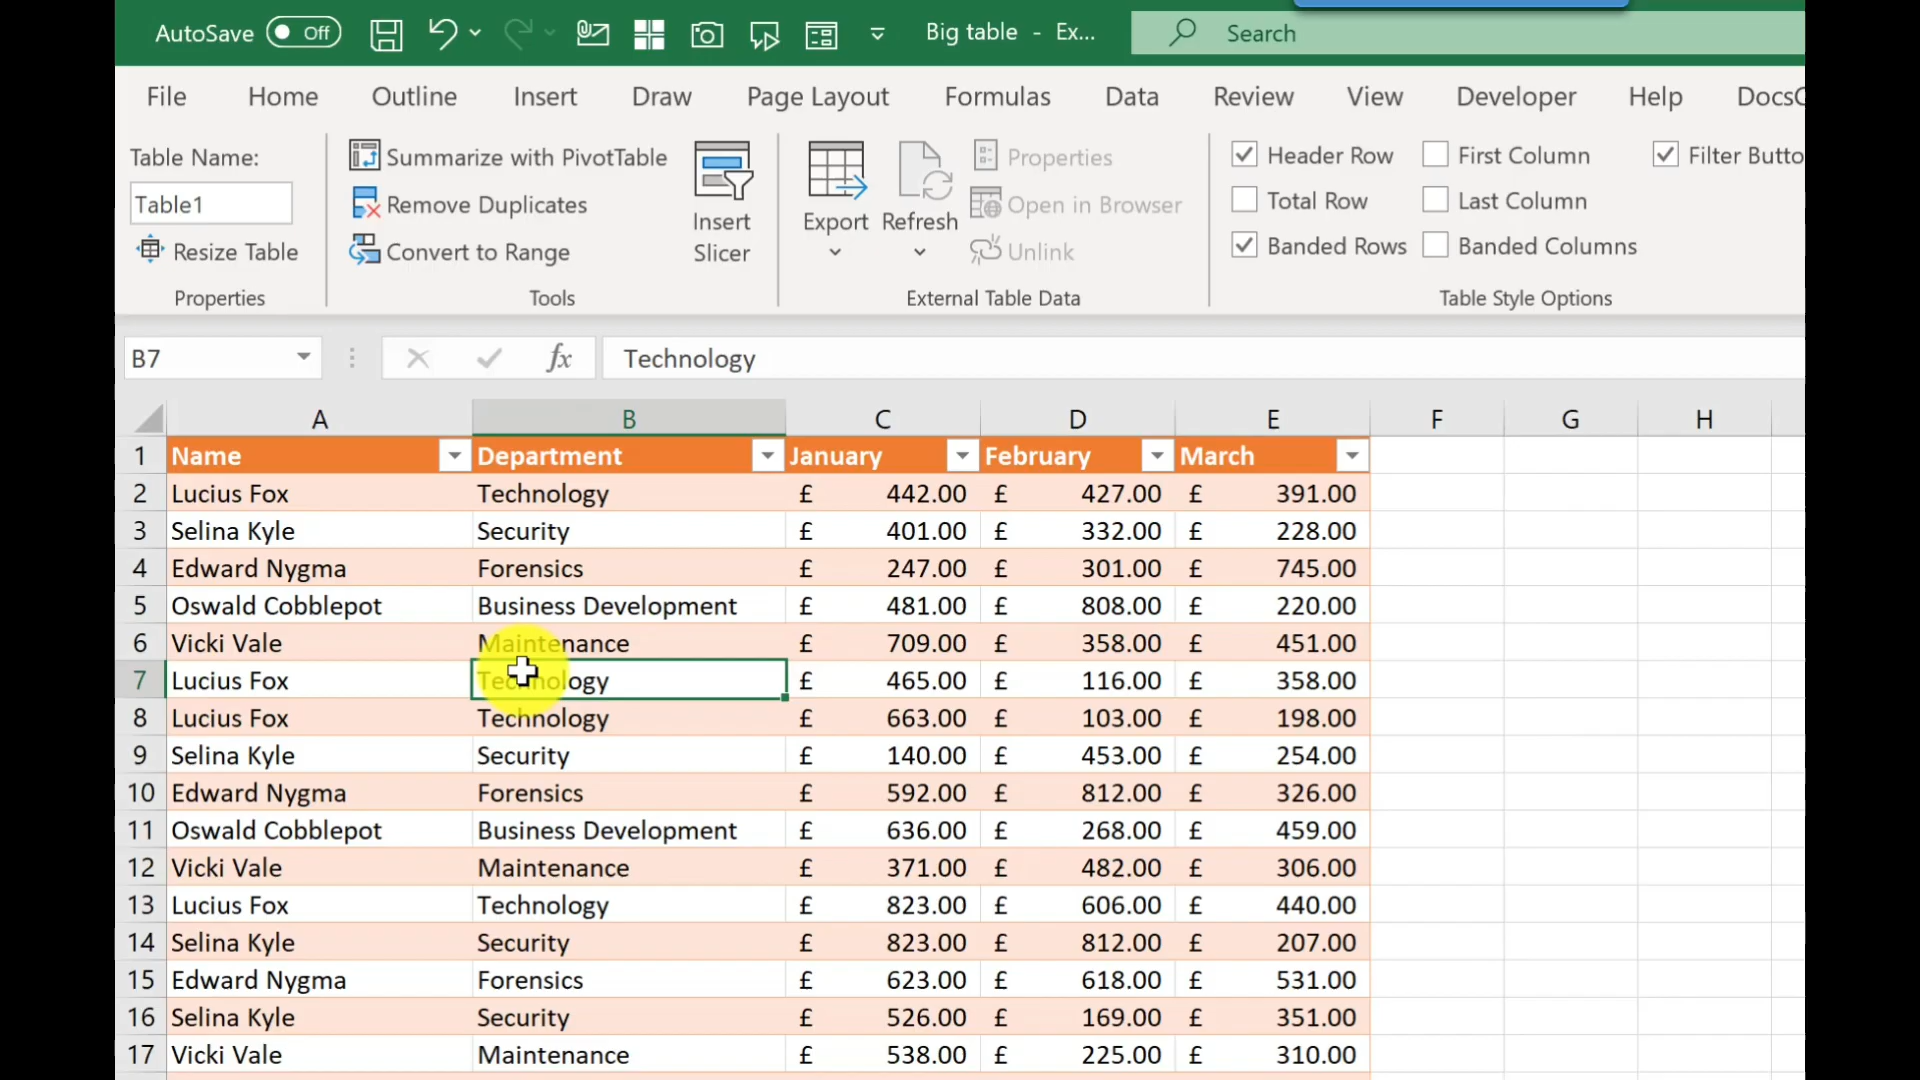 AutoSave Off Big table - Ex... Search
File Home Outline Insert Draw Page Layout Formulas Data Review View Developer Help DocsC
Table Name:
Table1
Resize Table
Properties
Summarize with PivotTable
Remove Duplicates
Convert to Range
Insert
Slicer
Tools
Export
Refresh
Properties
Open in Browser
Unlink
External Table Data
Header Row First Column Filter Butto
Total Row Last Column
Banded Rows Banded Columns
Table Style Options
B7 fx Technology
A B C D E F G H
1 Name Department January February March
2 Lucius Fox Technology £ 442.00 £ 427.00 £ 391.00
3 Selina Kyle Security £ 401.00 £ 332.00 £ 228.00
4 Edward Nygma Forensics £ 247.00 £ 301.00 £ 745.00
5 Oswald Cobblepot Business Development £ 481.00 £ 808.00 £ 220.00
6 Vicki Vale Maintenance £ 709.00 £ 358.00 £ 451.00
7 Lucius Fox Technology £ 465.00 £ 116.00 £ 358.00
8 Lucius Fox Technology £ 663.00 £ 103.00 £ 198.00
9 Selina Kyle Security £ 140.00 £ 453.00 £ 254.00
10 Edward Nygma Forensics £ 592.00 £ 812.00 £ 326.00
11 Oswald Cobblepot Business Development £ 636.00 £ 268.00 £ 459.00
12 Vicki Vale Maintenance £ 371.00 £ 482.00 £ 306.00
13 Lucius Fox Technology £ 823.00 £ 606.00 £ 440.00
14 Selina Kyle Security £ 823.00 £ 812.00 £ 207.00
15 Edward Nygma Forensics £ 623.00 £ 618.00 £ 531.00
16 Selina Kyle Security £ 526.00 £ 169.00 £ 351.00
17 Vicki Vale Maintenance £ 538.00 £ 225.00 £ 310.00